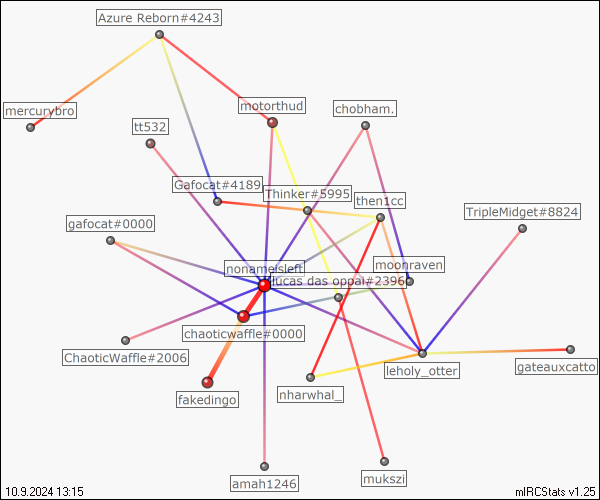 Azure Reborn#4243
mercurybro
motorthud
chobham.
tt532
Gafocat#4189
Thinker#5995
then1cc
TripleMidget#8824
gafocat#0000
nonameisleft
moonraven
lucas das oppai#2396
chaoticwaffle#0000
ChaoticWaffle#2006
leholy_otter
gateauxcatto
fakedingo
nharwhal_
amah1246
mukszi
10.9.2024 13:15
mIRCStats v1.25